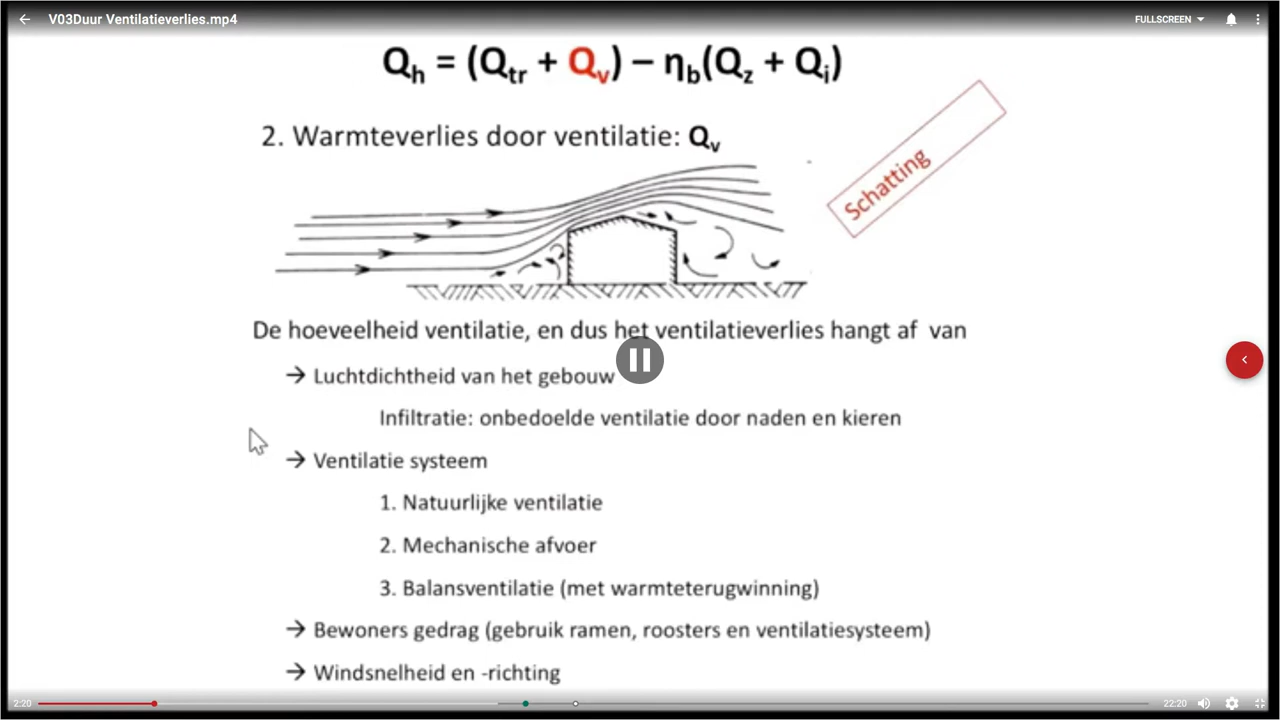 V03Duur Ventilatieverlies.mp4
FULLSCREEN
Qh = (Qtr + Qv) – ηb(Qz + Qi)
2. Warmteverlies door ventilatie: Qv
Schatting
De hoeveelheid ventilatie, en dus het ventilatieverlies hangt af van
→ Luchtdichtheid van het gebouw
Infiltratie: onbedoelde ventilatie door naden en kieren
→ Ventilatie systeem
1. Natuurlijke ventilatie
2. Mechanische afvoer
3. Balansventilatie (met warmteterugwinning)
→ Bewoners gedrag (gebruik ramen, roosters en ventilatiesysteem)
→ Windsnelheid en -richting
2:20
22:20